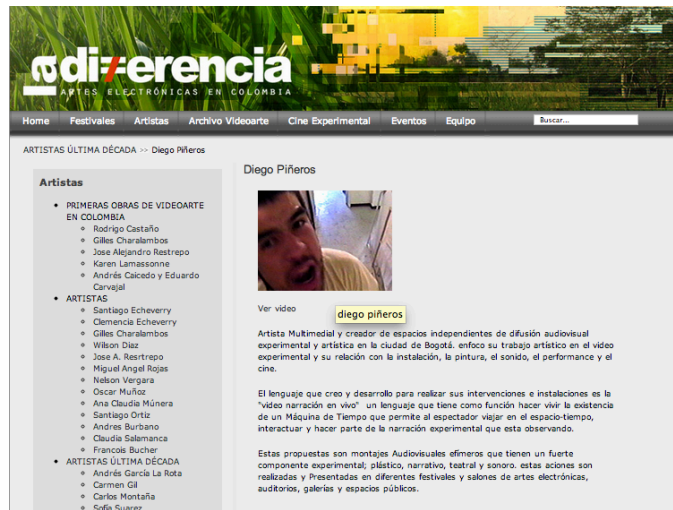 la diferencia
ARTES ELECTRÓNICAS EN COLOMBIA
Home Festivales Artistas Archivo Videoarte Cine Experimental Eventos Equipo Buscar...
ARTISTAS ÚLTIMA DÉCADA >> Diego Piñeros
Artistas
PRIMERAS OBRAS DE VIDEOARTE
EN COLOMBIA
Rodrigo Castaño
Gilles Charalambos
Jose Alejandro Restrepo
Karen Lamassonne
Andrés Caicedo y Eduardo
Carvajal
ARTISTAS
Santiago Echeverry
Clemencia Echeverry
Gilles Charalambos
Wilson Diaz
Jose A. Resrtrepo
Miguel Angel Rojas
Nelson Vergara
Oscar Muñoz
Ana Claudia Múnera
Santiago Ortiz
Andres Burbano
Claudia Salamanca
Francois Bucher
ARTISTAS ÚLTIMA DÉCADA
Andrés García La Rota
Carmen Gil
Carlos Montaña
Sofia Suarez
Diego Piñeros
Ver video
diego piñeros
Artista Multimedial y creador de espacios independientes de difusión audiovisual
experimental y artística en la ciudad de Bogotá. enfoco su trabajo artístico en el video
experimental y su relación con la instalación, la pintura, el sonido, el performance y el
cine.
El lenguaje que creo y desarrollo para realizar sus intervenciones e instalaciones es la
"video narración en vivo" un lenguaje que tiene como función hacer vivir la existencia
de un Máquina de Tiempo que permite al espectador viajar en el espacio-tiempo,
interactuar y hacer parte de la narración experimental que esta observando.
Estas propuestas son montajes Audiovisuales efímeros que tienen un fuerte
componente experimental; plástico, narrativo, teatral y sonoro. estas acciones son
realizadas y Presentadas en diferentes festivales y salones de artes electrónicas,
auditorios, galerías y espacios públicos.